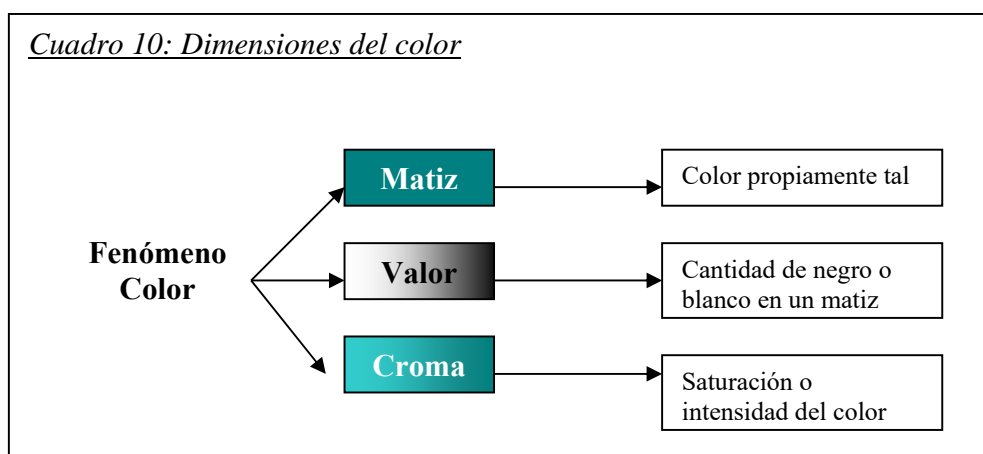 Cuadro 10: Dimensiones del color
Fenómeno
Color
Matiz
Color propiamente tal
Valor
Cantidad de negro o
blanco en un matiz
Croma
Saturación o
intensidad del color